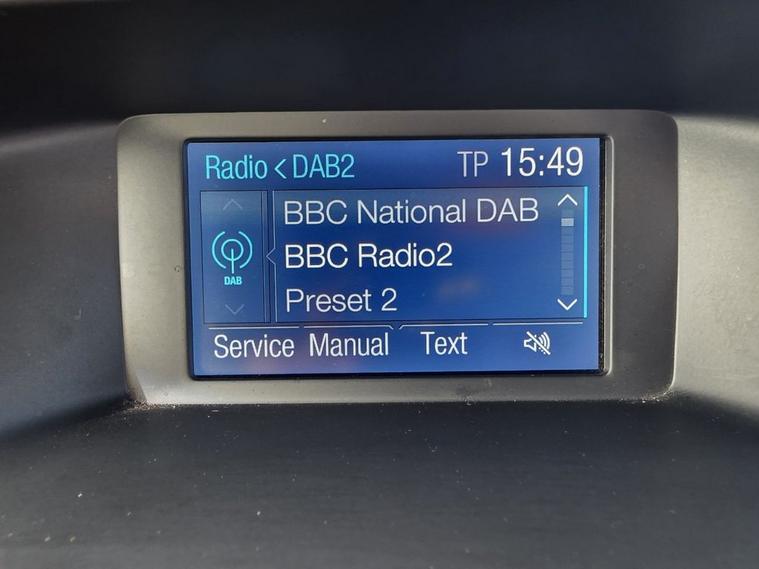 Radio < DAB2 TP 15:49
BBC National DAB
BBC Radio2
DAB
Preset 2
Service Manual Text